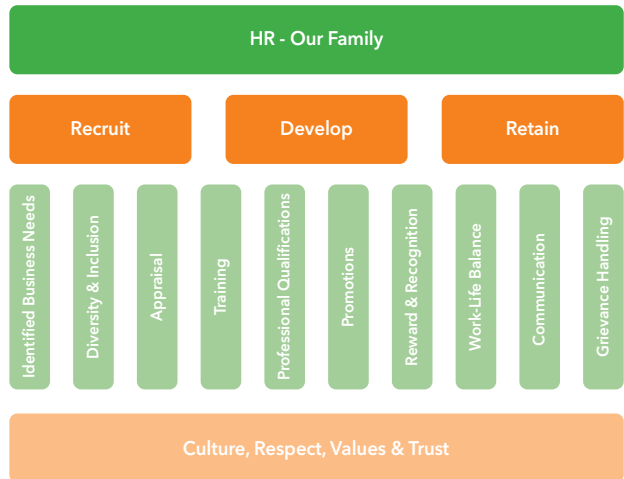 HR - Our Family
Recruit
Develop
Retain
Identified Business Needs
Diversity & Inclusion
Appraisal
Training
Professional Qualifications
Promotions
Reward & Recognition
Work-Life Balance
Communication
Grievance Handling
Culture, Respect, Values & Trust